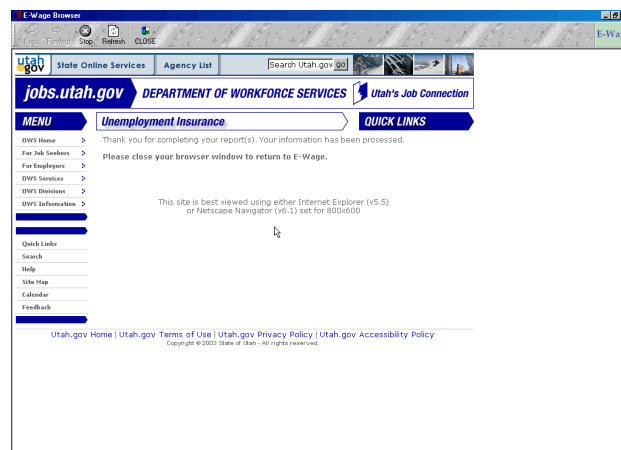 E-Wage Browser
Back Forward Stop Refresh CLOSE
E-Wa
utah gov State Online Services Agency List Search Utah.gov go
jobs.utah.gov DEPARTMENT OF WORKFORCE SERVICES Utah's Job Connection
MENU Unemployment Insurance QUICK LINKS
DWS Home
For Job Seekers
For Employers
DWS Services
DWS Divisions
DWS Information
Thank you for completing your report(s). Your information has been processed.
Please close your browser window to return to E-Wage.
This site is best viewed using either Internet Explorer (v5.5)
or Netscape Navigator (v6.1) set for 800x600
Quick Links
Search
Help
Site Map
Calendar
Feedback
Utah.gov Home | Utah.gov Terms of Use | Utah.gov Privacy Policy | Utah.gov Accessibility Policy
Copyright © 2003 State of Utah - All rights reserved.